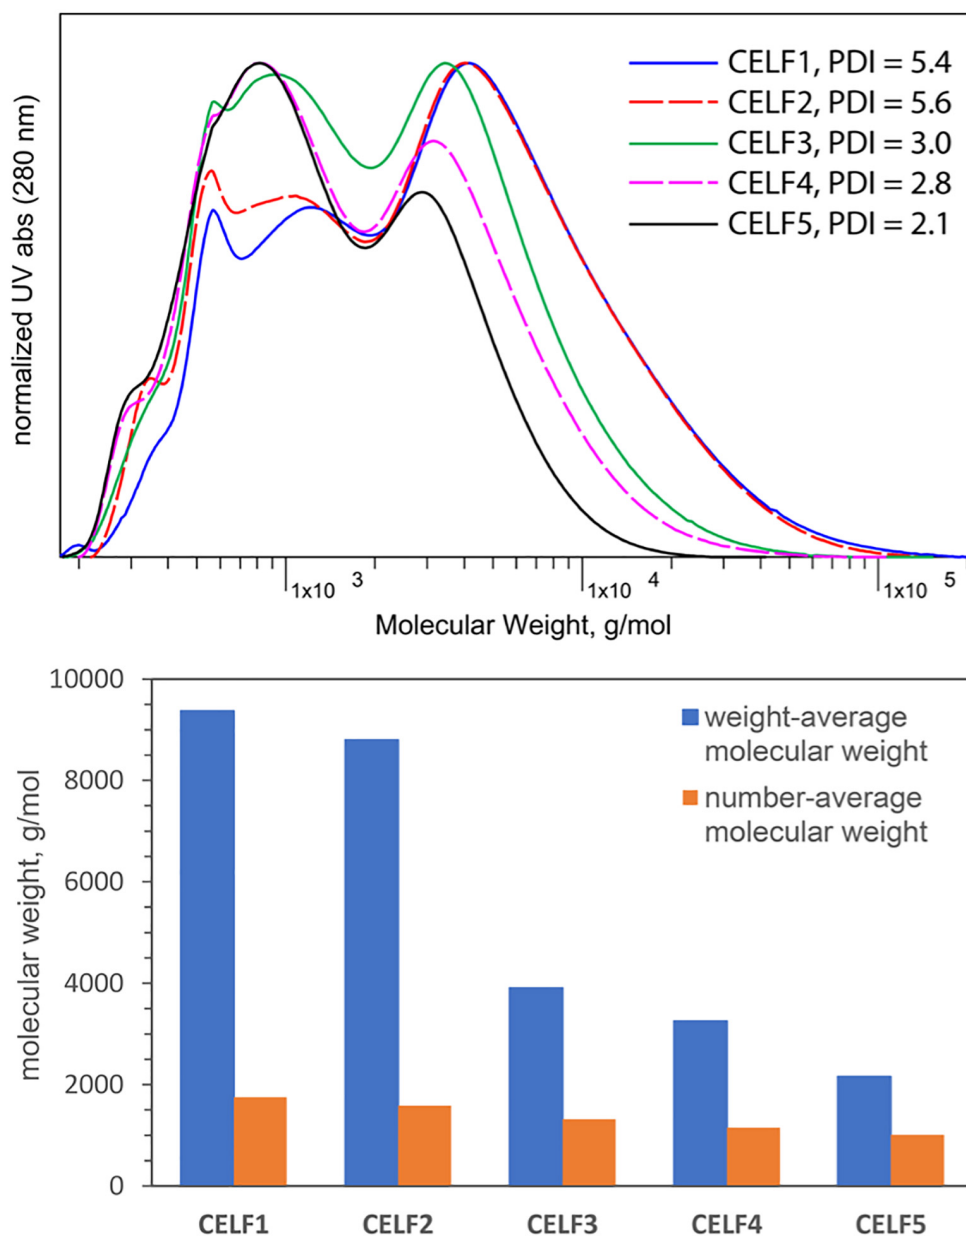 normalized UV abs (280 nm)
CELF1, PDI = 5.4
CELF2, PDI = 5.6
CELF3, PDI = 3.0
CELF4, PDI = 2.8
CELF5, PDI = 2.1
1x10 3
1x10 4
1x10 5
Molecular Weight, g/mol
molecular weight, g/mol
10000
8000
6000
4000
2000
0
weight-average
molecular weight
number-average
molecular weight
CELF1
CELF2
CELF3
CELF4
CELF5